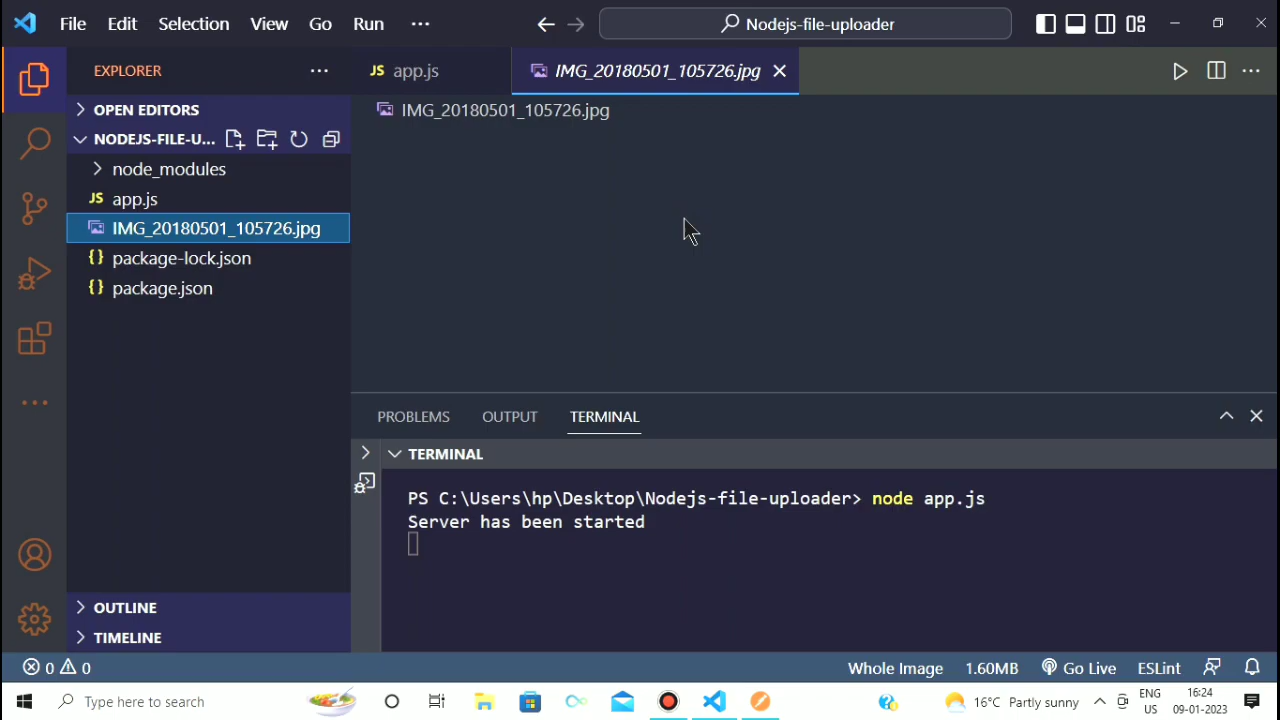 File Edit Selection View Go Run ···
Nodejs-file-uploader
EXPLORER ···
JS app.js
IMG_20180501_105726.jpg
OPEN EDITORS
IMG_20180501_105726.jpg
NODEJS-FILE-U...
node_modules
JS app.js
IMG_20180501_105726.jpg
{} package-lock.json
{} package.json
PROBLEMS OUTPUT TERMINAL
TERMINAL
PS C:\Users\hp\Desktop\Nodejs-file-uploader> node app.js
Server has been started
OUTLINE
TIMELINE
0 0 Whole Image 1.60MB Go Live ESLint
Type here to search
16°C Partly sunny
ENG
US
16:24
09-01-2023